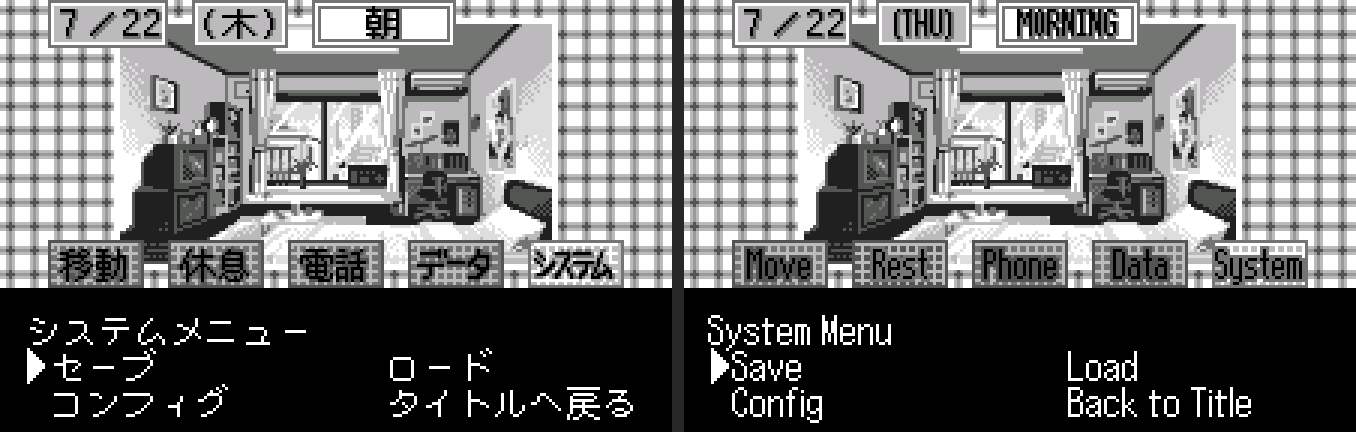 7/22 (木) 朝
移動 休息 電話 データ システム
システムメニュー
セーブ ロード
コンフィグ タイトルへ戻る
7/22 (THU) MORNING
Move Rest Phone Data System
System Menu
Save Load
Config Back to Title